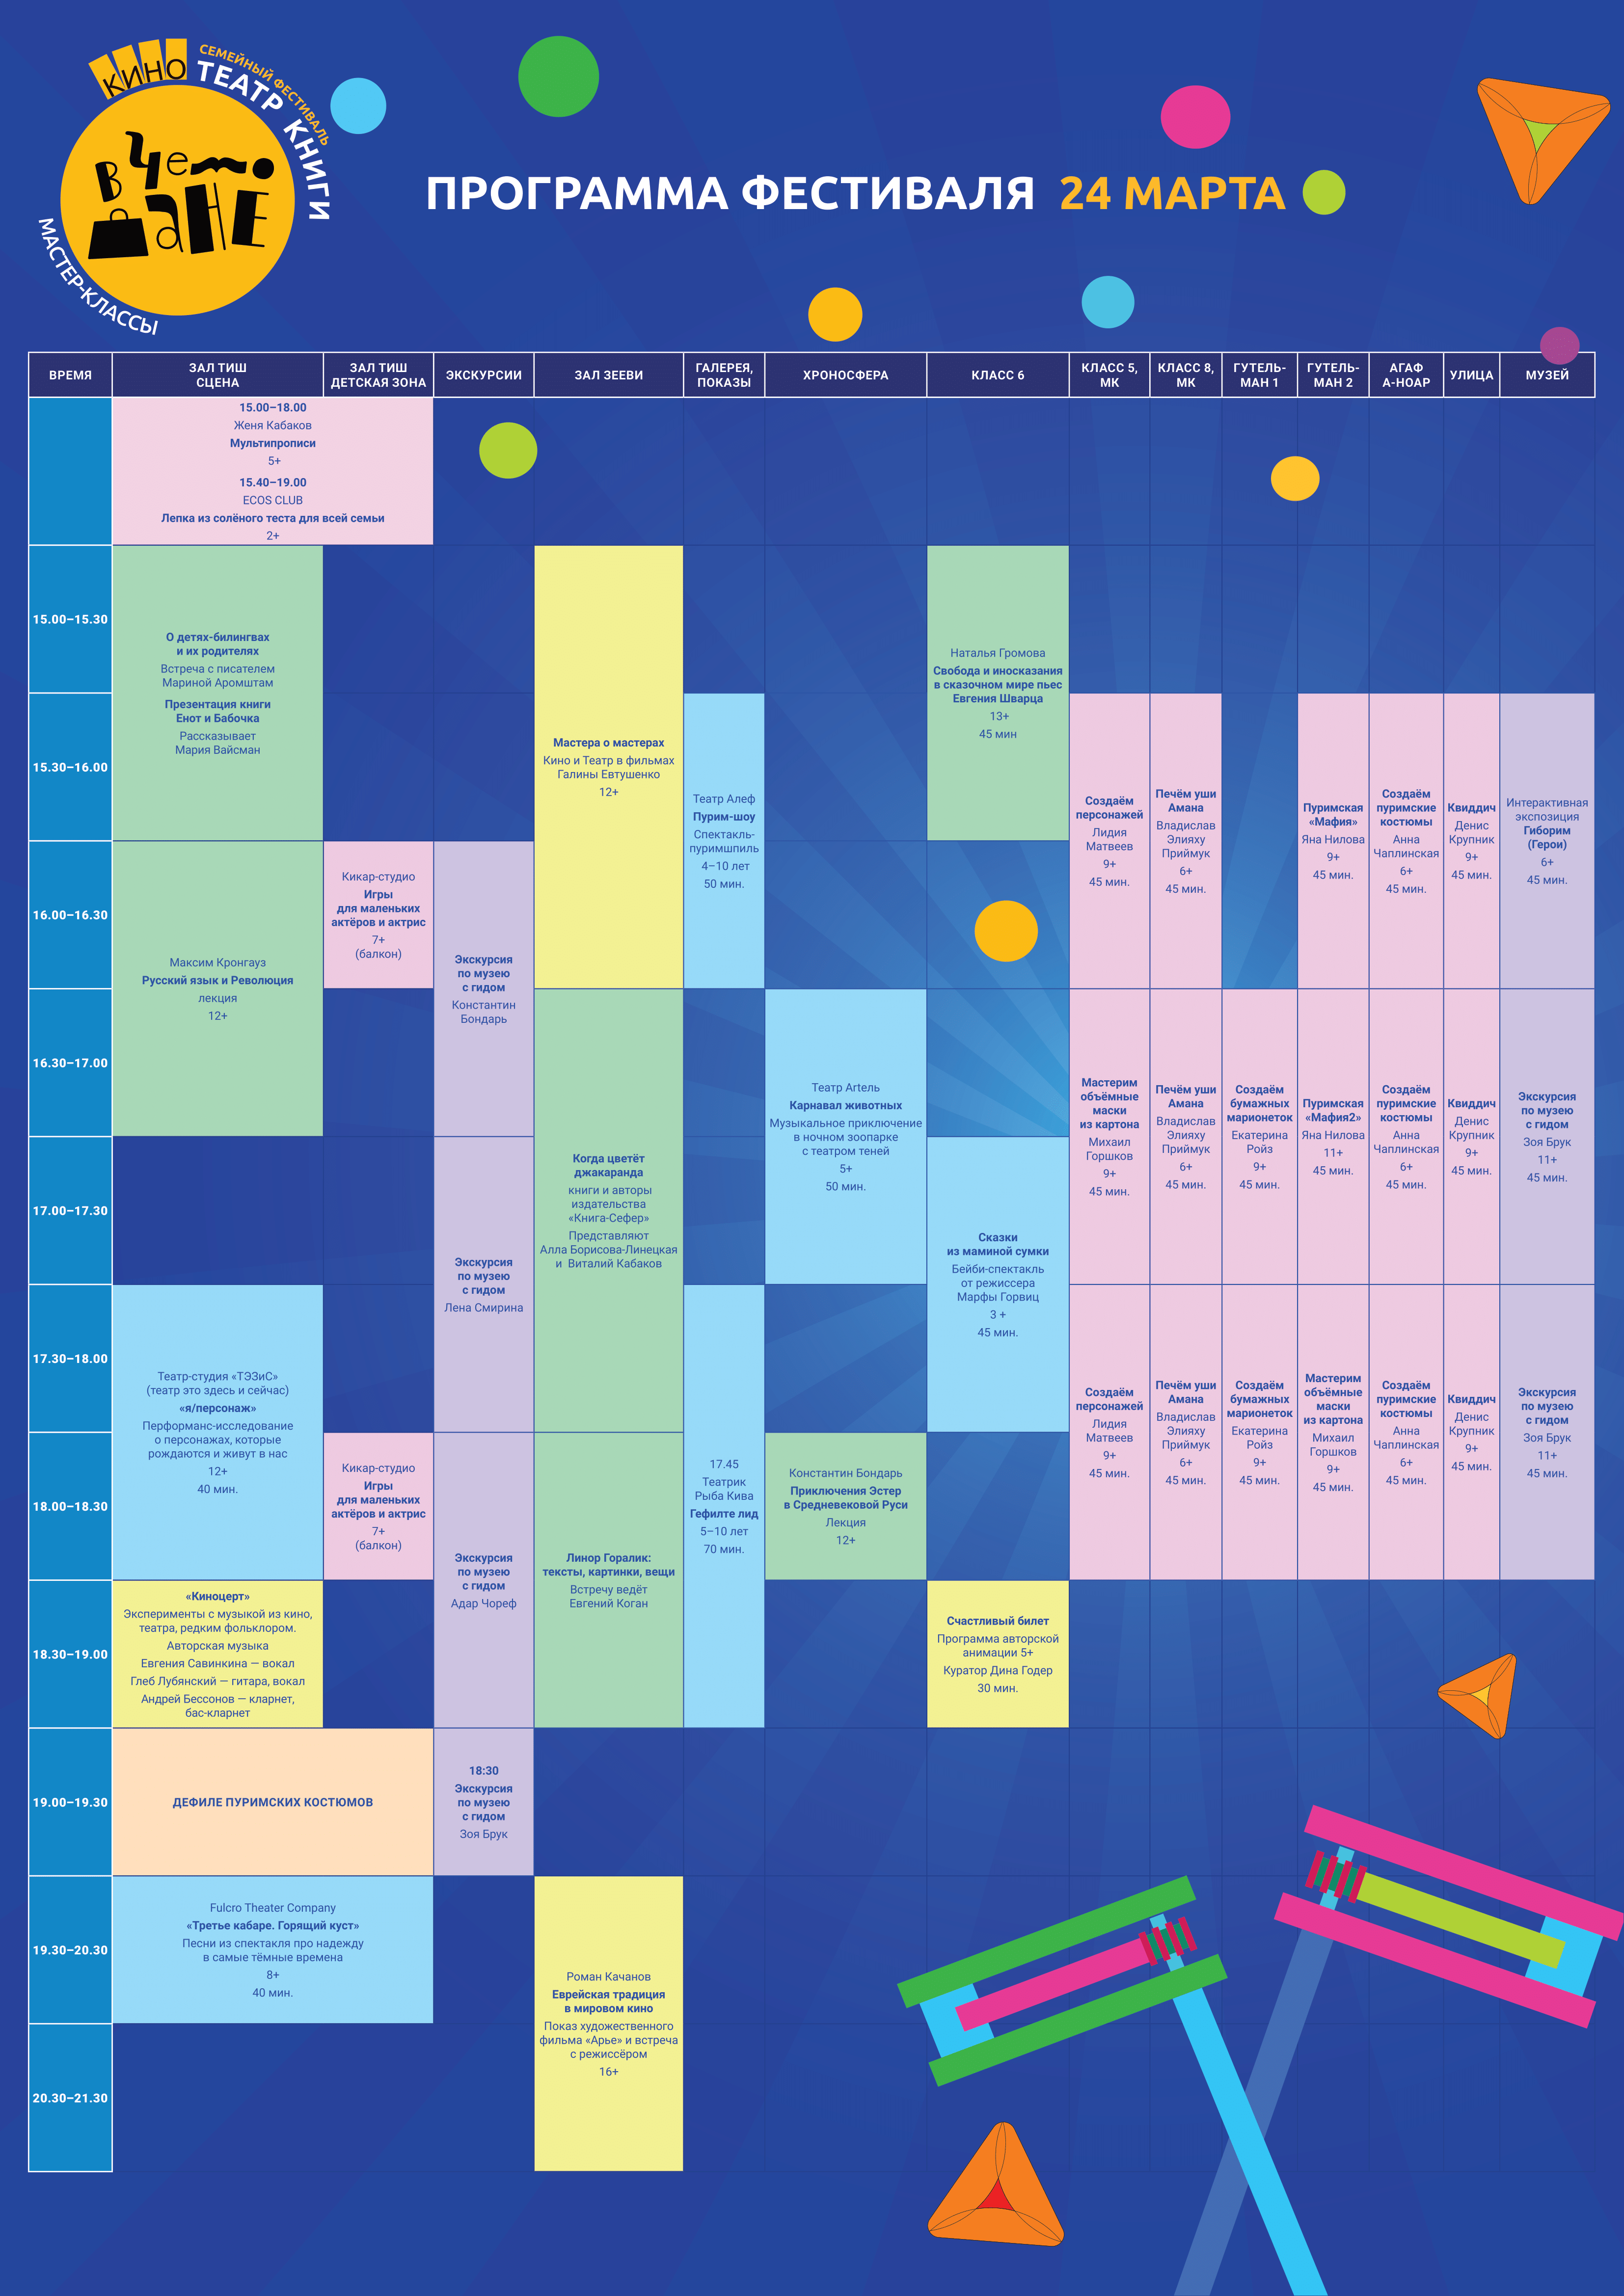 КИНО
СЕМЕЙНЫЙ ФЕСТИВАЛЬ
ТЕАТР КНИГИ
В Чемо
дАНЕ
МАСТЕР-КЛАССЫ
ПРОГРАММА ФЕСТИВАЛЯ 24 МАРТА
ВРЕМЯ
ЗАЛ ТИШ
СЦЕНА
ЗАЛ ТИШ
ДЕТСКАЯ ЗОНА
ЭКСКУРСИИ
ЗАЛ ЗЕЕВИ
ГАЛЕРЕЯ,
ПОКАЗЫ
ХРОНОСФЕРА
КЛАСС 6
КЛАСС 5,
МК
КЛАСС 8,
МК
ГУТЕЛЬ-
МАН 1
ГУТЕЛЬ-
МАН 2
АГАФ
А-НОАР
УЛИЦА
МУЗЕЙ
15.00–18.00
Женя Кабаков
Мультипрописи
5+
15.40–19.00
ECOS CLUB
Лепка из солёного теста для всей семьи
2+
15.00–15.30
15.30–16.00
16.00–16.30
16.30–17.00
17.00–17.30
17.30–18.00
18.00–18.30
18.30–19.00
19.00–19.30
19.30–20.30
20.30–21.30
О детях-билингвах
и их родителях
Встреча с писателем
Мариной Аромштам
Презентация книги
Енот и Бабочка
Рассказывает
Мария Вайсман
Максим Кронгауз
Русский язык и Революция
лекция
12+
Театр-студия «ТЭЗиС»
(театр это здесь и сейчас)
«я/персонаж»
Перформанс-исследование
о персонажах, которые
рождаются и живут в нас
12+
40 мин.
«Киноцерт»
Эксперименты с музыкой из кино,
театра, редким фольклором.
Авторская музыка
Евгения Савинкина — вокал
Глеб Лубянский — гитара, вокал
Андрей Бессонов — кларнет,
бас-кларнет
ДЕФИЛЕ ПУРИМСКИХ КОСТЮМОВ
Fulcro Theater Company
«Третье кабаре. Горящий куст»
Песни из спектакля про надежду
в самые тёмные времена
8+
40 мин.
Кикар-студио
Игры
для маленьких
актёров и актрис
7+
(балкон)
Кикар-студио
Игры
для маленьких
актёров и актрис
7+
(балкон)
Экскурсия
по музею
с гидом
Константин
Бондарь
Экскурсия
по музею
с гидом
Лена Смирина
Экскурсия
по музею
с гидом
Адар Чореф
18:30
Экскурсия
по музею
с гидом
Зоя Брук
Мастера о мастерах
Кино и Театр в фильмах
Галины Евтушенко
12+
Когда цветёт
джакаранда
книги и авторы
издательства
«Книга-Сефер»
Представляют
Алла Борисова-Линецкая
и Виталий Кабаков
Линор Горалик:
тексты, картинки, вещи
Встречу ведёт
Евгений Коган
Роман Качанов
Еврейская традиция
в мировом кино
Показ художественного
фильма «Арье» и встреча
с режиссёром
16+
Театр Алеф
Пурим-шоу
Спектакль-
пуримшпиль
4–10 лет
50 мин.
17.45
Театрик
Рыба Кива
Гефилте лид
5–10 лет
70 мин.
Театр Artель
Карнавал животных
Музыкальное приключение
в ночном зоопарке
с театром теней
5+
50 мин.
Константин Бондарь
Приключения Эстер
в Средневековой Руси
Лекция
12+
Наталья Громова
Свобода и иносказания
в сказочном мире пьес
Евгения Шварца
13+
45 мин
Сказки
из маминой сумки
Бейби-спектакль
от режиссера
Марфы Горвиц
3 +
45 мин.
Счастливый билет
Программа авторской
анимации 5+
Куратор Дина Годер
30 мин.
Создаём
персонажей
Лидия
Матвеев
9+
45 мин.
Мастерим
объёмные
маски
из картона
Михаил
Горшков
9+
45 мин.
Создаём
персонажей
Лидия
Матвеев
9+
45 мин.
Печём уши
Амана
Владислав
Элияху
Приймук
6+
45 мин.
Печём уши
Амана
Владислав
Элияху
Приймук
6+
45 мин.
Печём уши
Амана
Владислав
Элияху
Приймук
6+
45 мин.
Создаём
бумажных
марионеток
Екатерина
Ройз
9+
45 мин.
Создаём
бумажных
марионеток
Екатерина
Ройз
9+
45 мин.
Пуримская
«Мафия»
Яна Нилова
9+
45 мин.
Пуримская
«Мафия2»
Яна Нилова
11+
45 мин.
Мастерим
объёмные
маски
из картона
Михаил
Горшков
9+
45 мин.
Создаём
пуримские
костюмы
Анна
Чаплинская
6+
45 мин.
Создаём
пуримские
костюмы
Анна
Чаплинская
6+
45 мин.
Создаём
пуримские
костюмы
Анна
Чаплинская
6+
45 мин.
Квиддич
Денис
Крупник
9+
45 мин.
Квиддич
Денис
Крупник
9+
45 мин.
Квиддич
Денис
Крупник
9+
45 мин.
Интерактивная
экспозиция
Гиборим
(Герои)
6+
45 мин.
Экскурсия
по музею
с гидом
Зоя Брук
11+
45 мин.
Экскурсия
по музею
с гидом
Зоя Брук
11+
45 мин.